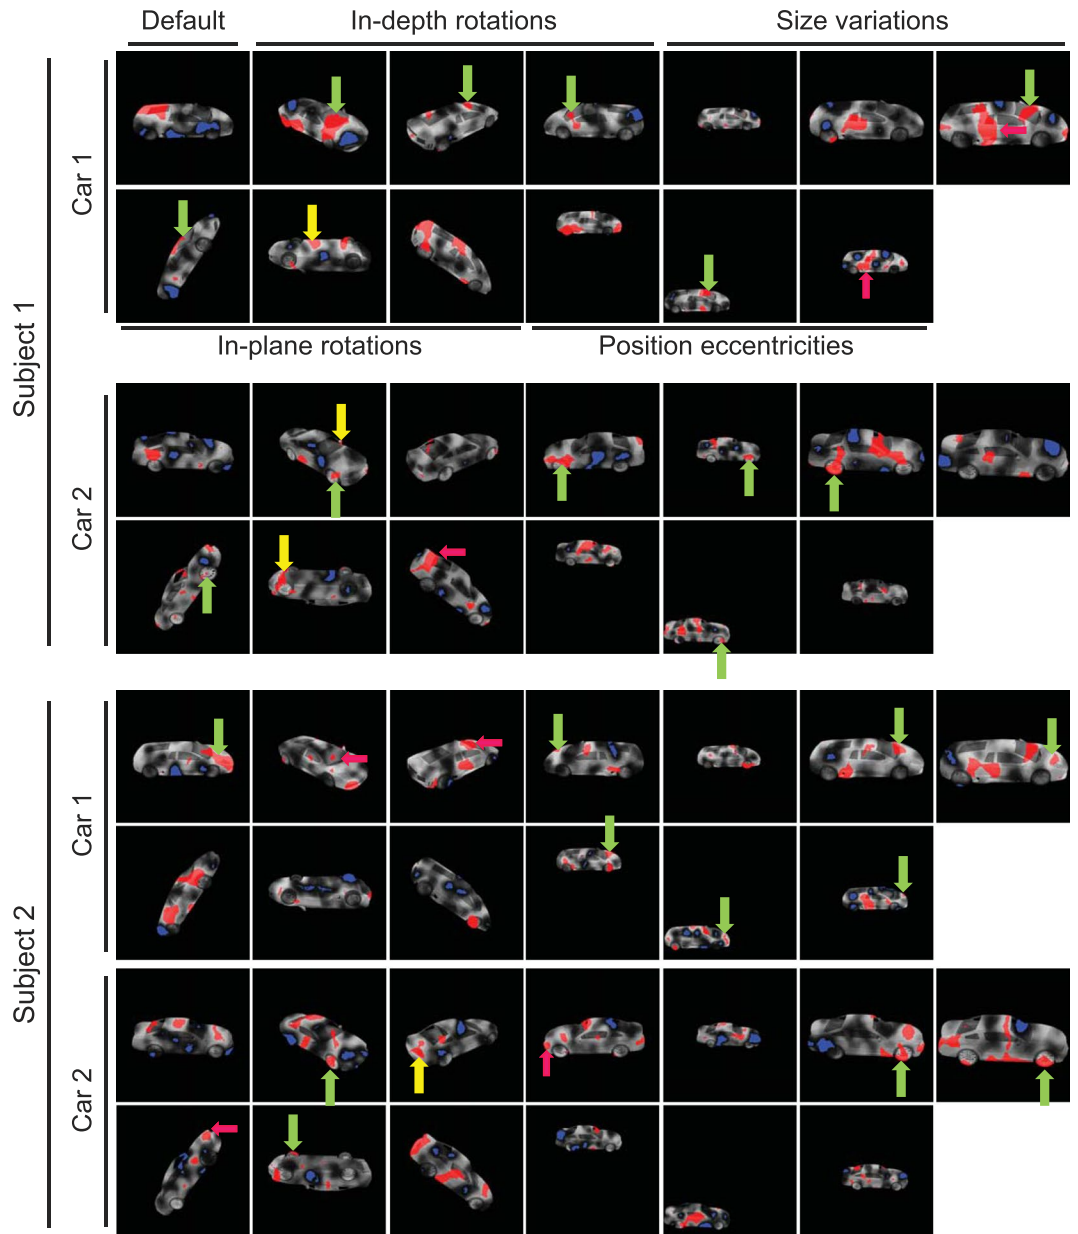 Default
In-depth rotations
Size variations
Subject 1
Car 1
In-plane rotations
Position eccentricities
Car 2
Subject 2
Car 1
Car 2